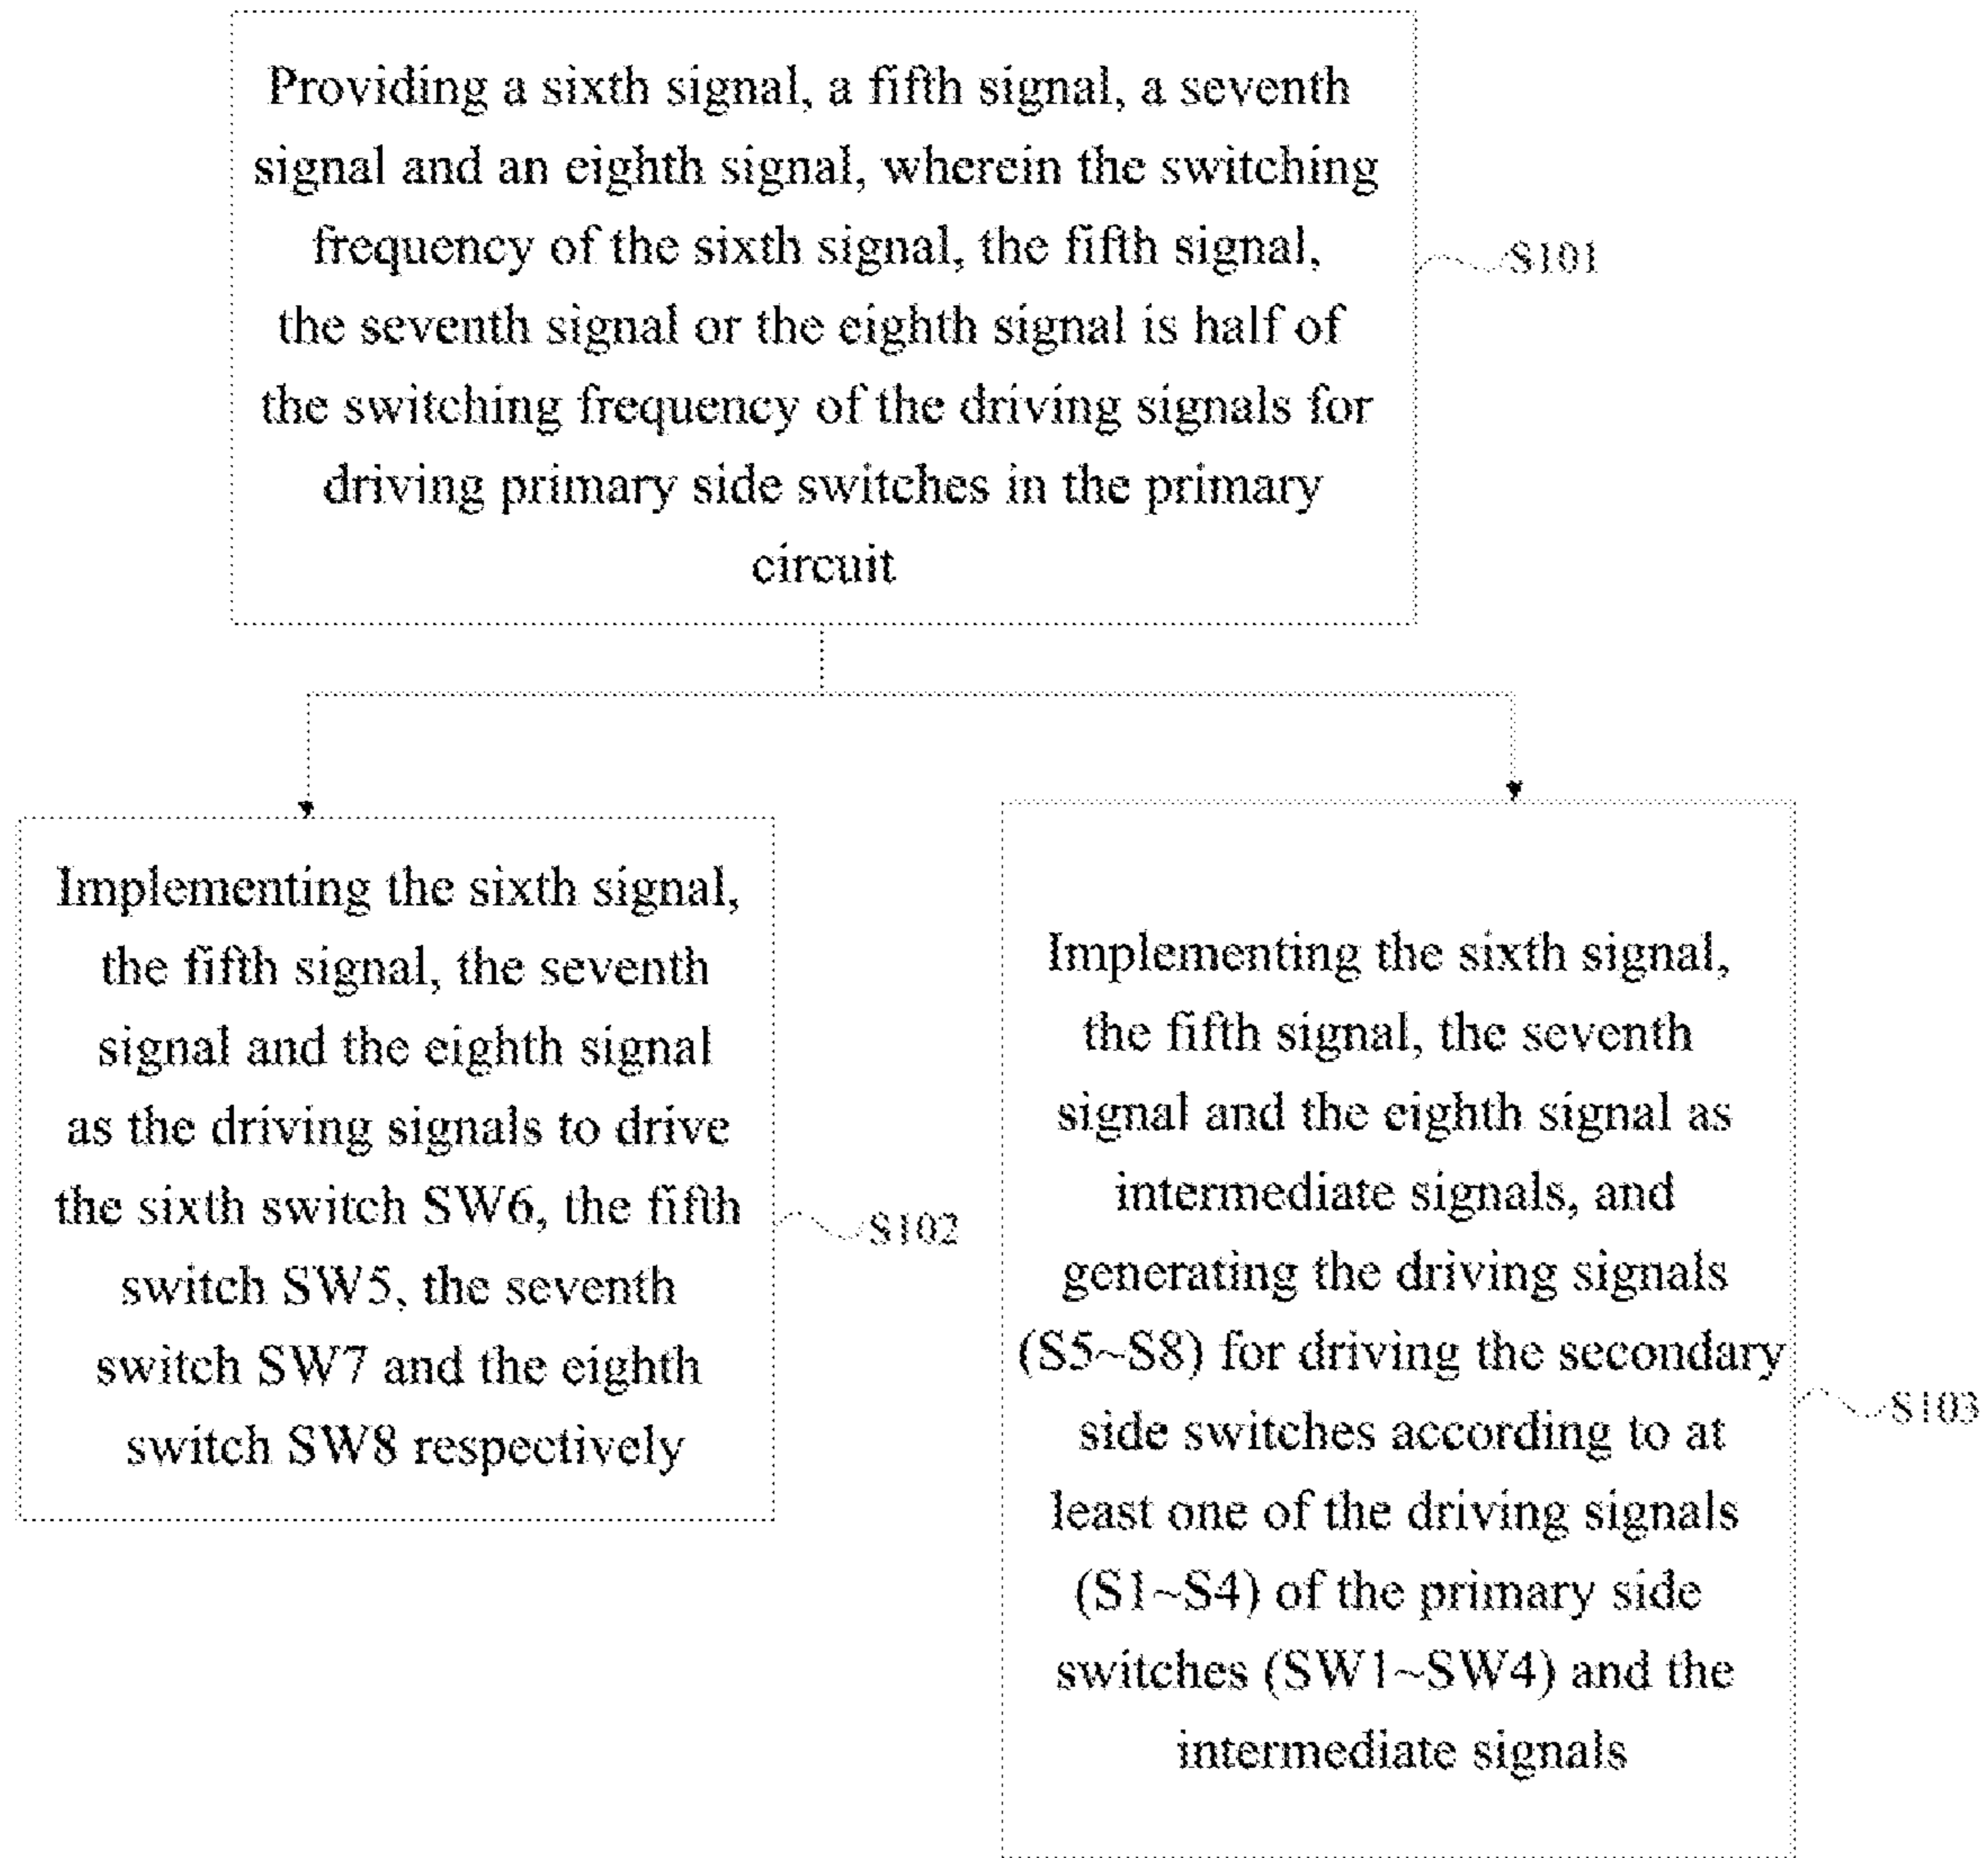 Providing a sixth signal, a fifth signal, a seventh
signal and an eighth signal, wherein the switching
frequency of the sixth signal, the fifth signal,
the seventh signal or the eighth signal is half of
the switching frequency of the driving signals for
driving primary side switches in the primary
circuit
S101
Implementing the sixth signal,
the fifth signal, the seventh
signal and the eighth signal
as the driving signals to drive
the sixth switch SW6, the fifth
switch SW5, the seventh
switch SW7 and the eighth
switch SW8 respectively
S102
Implementing the sixth signal,
the fifth signal, the seventh
signal and the eighth signal as
intermediate signals, and
generating the driving signals
(S5~S8) for driving the secondary
side switches according to at
least one of the driving signals
(S1~S4) of the primary side
switches (SW1~SW4) and the
intermediate signals
S103